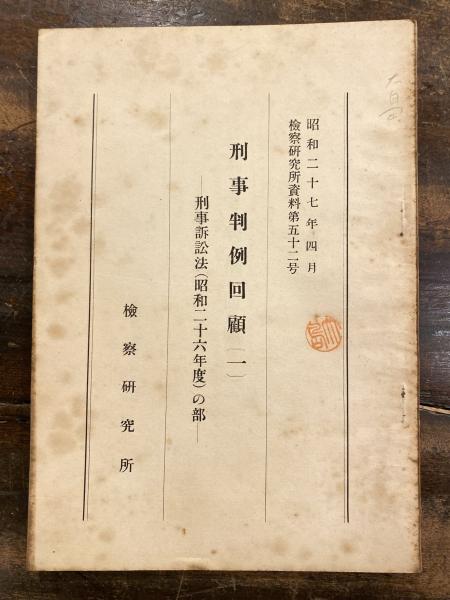 昭和二十七年四月
檢察研究所資料第五十二号
刑事判例回顧(一)
―刑事訴訟法(昭和二十六年度)の部―
檢察研究所